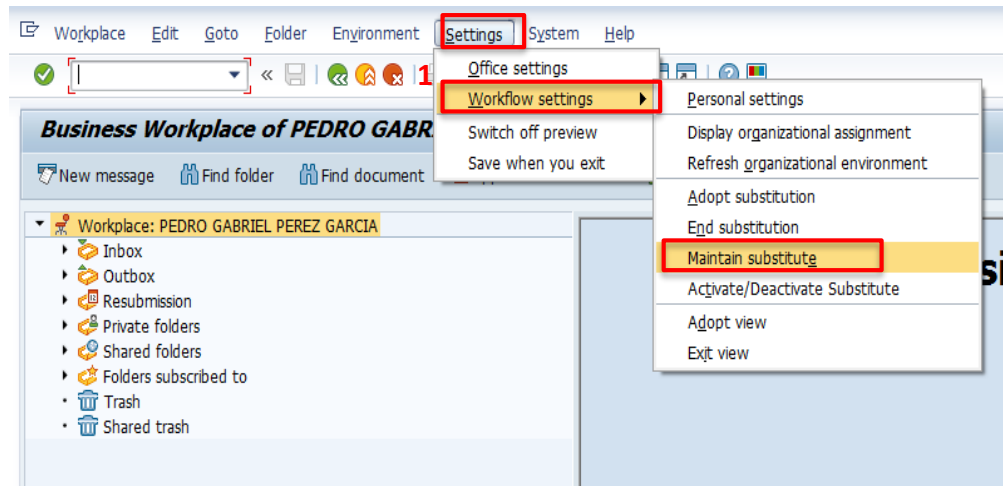 Workplace Edit Goto Folder Environment Settings System Help
1
Office settings
Workflow settings
Switch off preview
Save when you exit
Personal settings
Display organizational assignment
Refresh organizational environment
Adopt substitution
End substitution
Maintain substitute
Activate/Deactivate Substitute
Adopt view
Exit view
Business Workplace of PEDRO GABR
New message Find folder Find document
Workplace: PEDRO GABRIEL PEREZ GARCIA
Inbox
Outbox
Resubmission
Private folders
Shared folders
Folders subscribed to
Trash
Shared trash